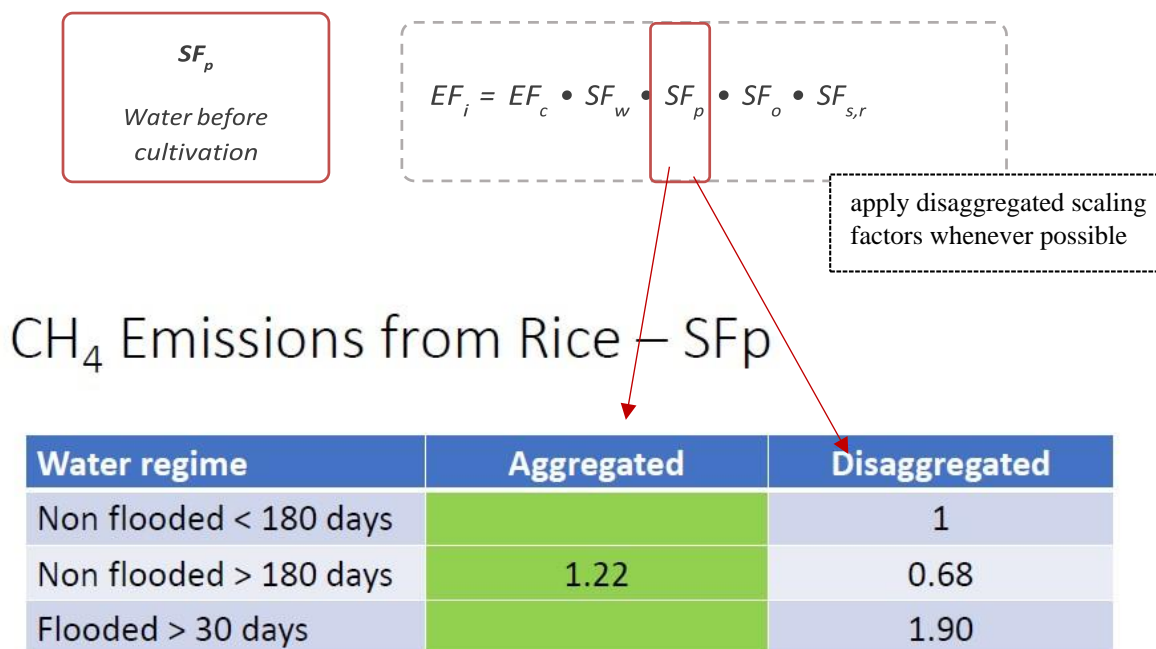 SFp
Water before
cultivation
EFi = EFc • SFw • SFp • SFo • SFs,r
apply disaggregated scaling
factors whenever possible
CH4 Emissions from Rice – SFp
Water regime Aggregated Disaggregated
Non flooded < 180 days 1
Non flooded > 180 days 1.22 0.68
Flooded > 30 days 1.90